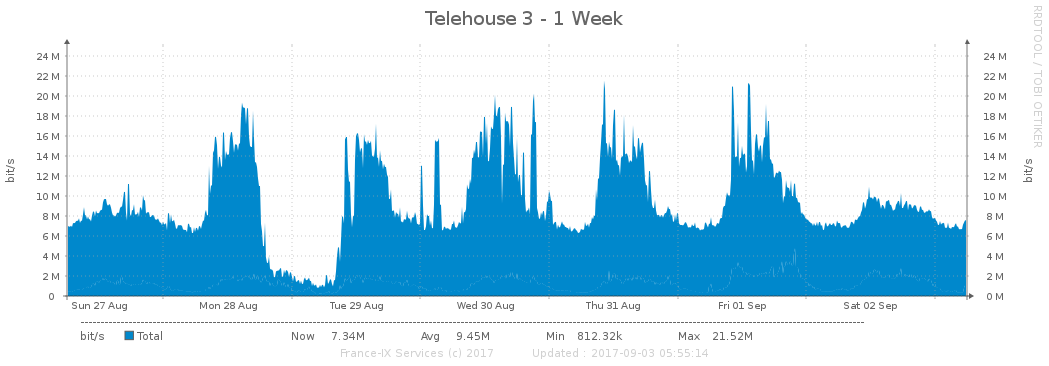 Telehouse 3 - 1 Week
RRDTOOL / TOBI OETIKER
bit/s
24 M 24 M
22 M 22 M
20 M 20 M
18 M 18 M
16 M 16 M
14 M 14 M
12 M 12 M
10 M 10 M
8 M 8 M
6 M 6 M
4 M 4 M
2 M 2 M
0 0 M
bit/s
Sun 27 Aug Mon 28 Aug Tue 29 Aug Wed 30 Aug Thu 31 Aug Fri 01 Sep Sat 02 Sep
bit/s Total Now 7.34M Avg 9.45M Min 812.32k Max 21.52M
France-IX Services (c) 2017 Updated : 2017-09-03 05:55:14